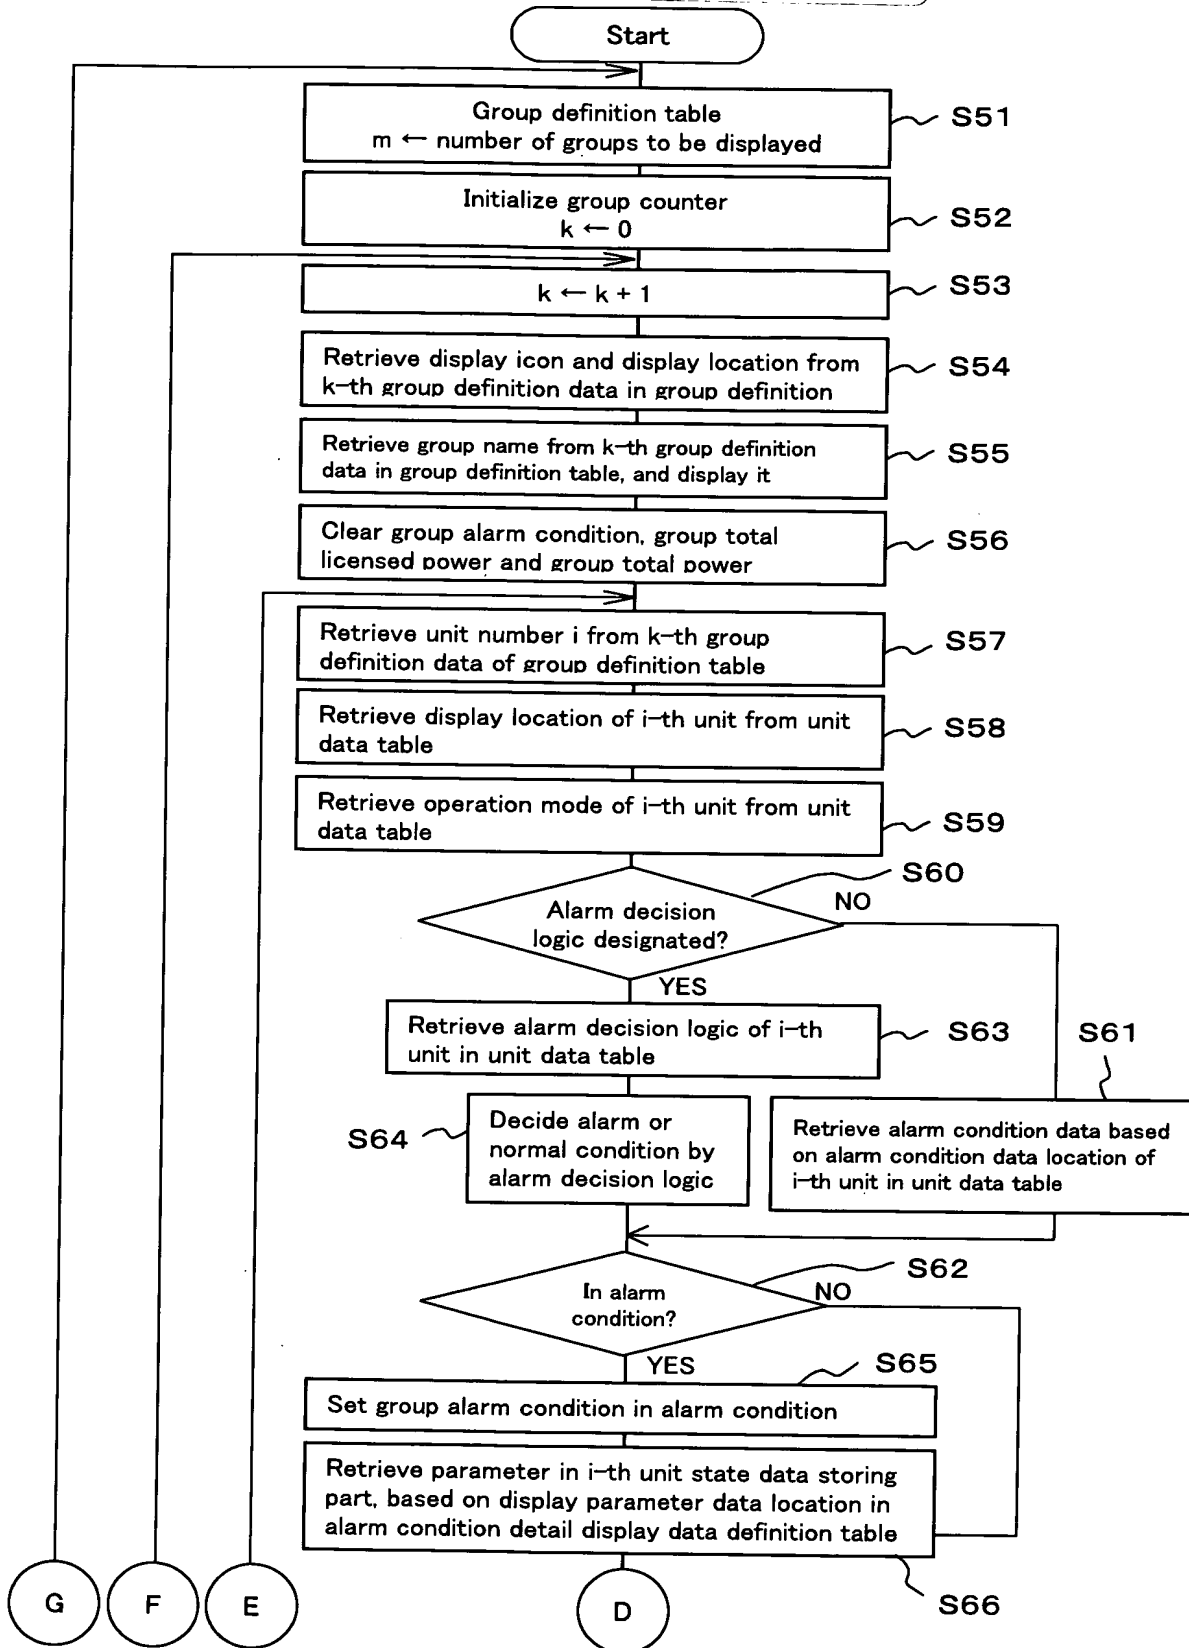 Start
Group definition table
m ← number of groups to be displayed
S51
Initialize group counter
k ← 0
S52
k ← k + 1
S53
Retrieve display icon and display location from
k-th group definition data in group definition
S54
Retrieve group name from k-th group definition
data in group definition table, and display it
S55
Clear group alarm condition, group total
licensed power and group total power
S56
Retrieve unit number i from k-th group
definition data of group definition table
S57
Retrieve display location of i-th unit from unit
data table
S58
Retrieve operation mode of i-th unit from unit
data table
S59
S60
Alarm decision
logic designated?
NO
YES
Retrieve alarm decision logic of i-th
unit in unit data table
S63
S61
S64
Decide alarm or
normal condition by
alarm decision logic
Retrieve alarm condition data based
on alarm condition data location of
i-th unit in unit data table
S62
In alarm
condition?
NO
YES
S65
Set group alarm condition in alarm condition
Retrieve parameter in i-th unit state data storing
part, based on display parameter data location in
alarm condition detail display data definition table
S66
G
F
E
D